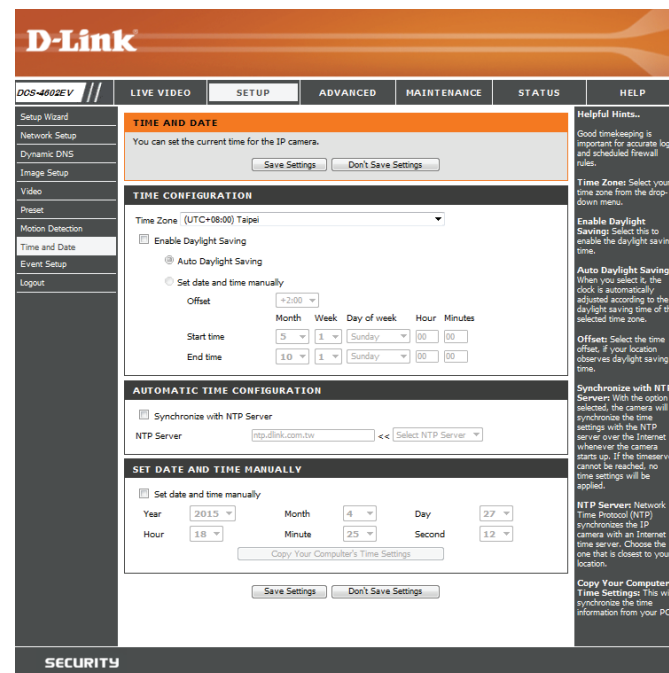 D-Link
DCS-4602EV
LIVE VIDEO SETUP ADVANCED MAINTENANCE STATUS HELP
Setup Wizard
Network Setup
Dynamic DNS
Image Setup
Video
Preset
Motion Detection
Time and Date
Event Setup
Logout
TIME AND DATE
You can set the current time for the IP camera.
Save Settings Don't Save Settings
TIME CONFIGURATION
Time Zone (UTC+08:00) Taipei
Enable Daylight Saving
Auto Daylight Saving
Set date and time manually
Offset +2:00
Month Week Day of week Hour Minutes
Start time 5 1 Sunday 00 00
End time 10 1 Sunday 00 00
AUTOMATIC TIME CONFIGURATION
Synchronize with NTP Server
NTP Server ntp.dlink.com.tw << Select NTP Server
SET DATE AND TIME MANUALLY
Set date and time manually
Year 2015 Month 4 Day 27
Hour 18 Minute 25 Second 12
Copy Your Computer's Time Settings
Save Settings Don't Save Settings
Helpful Hints..
Good timekeeping is
important for accurate log
and scheduled firewall
rules.
Time Zone: Select your
time zone from the drop-
down menu.
Enable Daylight
Saving: Select this to
enable the daylight savin
time.
Auto Daylight Saving
When you select it, the
clock is automatically
adjusted according to the
daylight saving time of th
selected time zone.
Offset: Select the time
offset, if your location
observes daylight saving
time.
Synchronize with NTP
Server: With the option
selected, the camera will
synchronize the time
settings with the NTP
server over the Internet
whenever the camera
starts up. If the timeserve
cannot be reached, no
time settings will be
applied.
NTP Server: Network
Time Protocol (NTP)
synchronizes the IP
camera with an Internet
time server. Choose the
one that is closest to your
location.
Copy Your Computer
Time Settings: This wi
synchronize the time
information from your PC
SECURITY